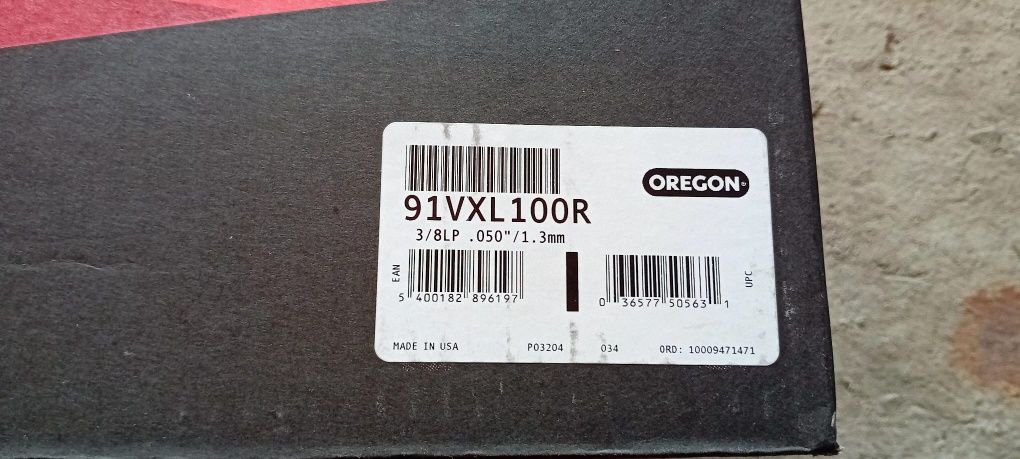 OREGON
91VXL100R
3/8LP .050"/1.3mm
EAN
5 400182 896197
0 36577 50563 1
UPC
MADE IN USA P03204 034 ORD: 10009471471